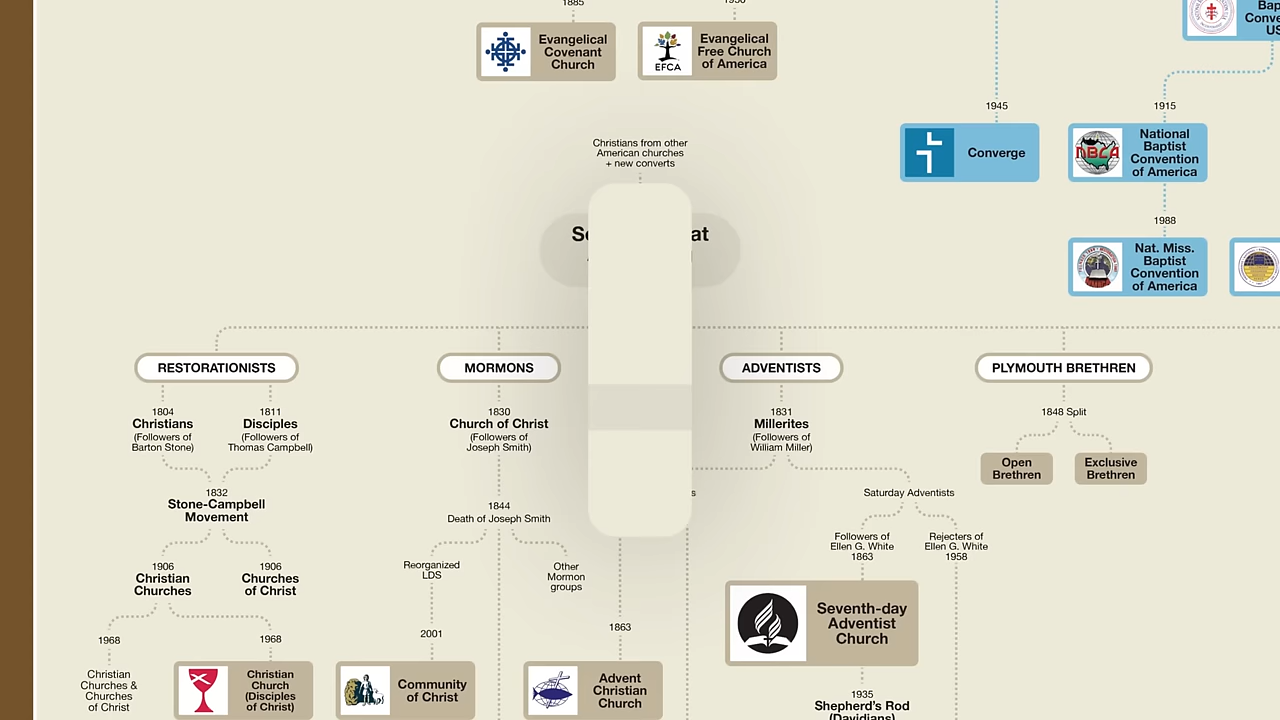 1885
Evangelical
Covenant
Church
EFCA
Evangelical
Free Church
of America
1945
Converge
1915
NBCA
National
Baptist
Convention
of America
1988
Nat. Miss.
Baptist
Convention
of America
Christians from other
American churches
+ new converts
RESTORATIONISTS
MORMONS
ADVENTISTS
PLYMOUTH BRETHREN
1804
Christians
(Followers of
Barton Stone)
1811
Disciples
(Followers of
Thomas Campbell)
1832
Stone-Campbell
Movement
1906
Christian
Churches
1906
Churches
of Christ
1968
Christian
Churches &
Churches
of Christ
1968
Christian
Church
(Disciples
of Christ)
1830
Church of Christ
(Followers of
Joseph Smith)
1844
Death of Joseph Smith
Reorganized
LDS
2001
Community
of Christ
Other
Mormon
groups
1863
Advent
Christian
Church
1831
Millerites
(Followers of
William Miller)
Saturday Adventists
Followers of
Ellen G. White
1863
Rejecters of
Ellen G. White
1958
Seventh-day
Adventist
Church
1935
Shepherd's Rod
(Davidians)
1848 Split
Open
Brethren
Exclusive
Brethren